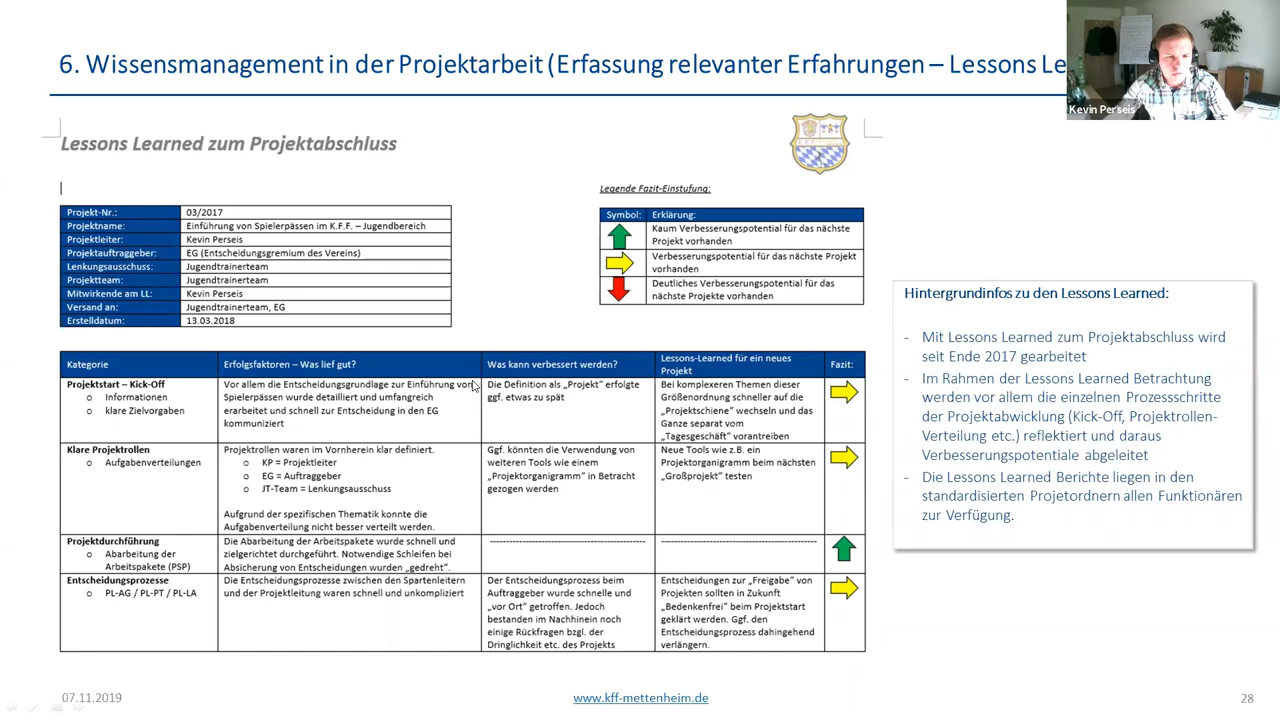 6. Wissensmanagement in der Projektarbeit (Erfassung relevanter Erfahrungen – Lessons Le
Kevin Perseis
Lessons Learned zum Projektabschluss
Legende Fazit-Einstufung:
Projekt-Nr.: 03/2017
Projektname: Einführung von Spielerpässen im K.F.F. – Jugendbereich
Projektleiter: Kevin Perseis
Projektauftraggeber: EG (Entscheidungsgremium des Vereins)
Lenkungsausschuss: Jugendtrainerteam
Projektteam: Jugendtrainerteam
Mitwirkende am LL: Kevin Perseis
Versand an: Jugendtrainerteam, EG
Erstelldatum: 13.03.2018
Symbol: Erklärung:
Kaum Verbesserungspotential für das nächste
Projekt vorhanden
Verbesserungspotential für das nächste Projekt
vorhanden
Deutliches Verbesserungspotential für das
nächste Projekte vorhanden
Kategorie
Erfolgsfaktoren – Was lief gut?
Was kann verbessert werden?
Lessons-Learned für ein neues
Projekt
Fazit:
Projektstart – Kick-Off
o Informationen
o klare Zielvorgaben
Vor allem die Entscheidungsgrundlage zur Einführung von
Spielerpässen wurde detailliert und umfangreich
erarbeitet und schnell zur Entscheidung in den EG
kommuniziert
Die Definition als „Projekt“ erfolgte
ggf. etwas zu spät
Bei komplexeren Themen dieser
Größenordnung schneller auf die
„Projektschiene“ wechseln und das
Ganze separat vom
„Tagesgeschäft“ vorantreiben
Klare Projektrollen
o Aufgabenverteilungen
Projektrollen waren im Vornherein klar definiert.
o KP = Projektleiter
o EG = Auftraggeber
o JT-Team = Lenkungsausschuss
Aufgrund der spezifischen Thematik konnte die
Aufgabenverteilung nicht besser verteilt werden.
Ggf. könnten die Verwendung von
weiteren Tools wie einem
„Projektorganigramm“ in Betracht
gezogen werden
Neue Tools wie z.B. ein
Projektorganigramm beim nächsten
„Großprojekt“ testen
Projektdurchführung
o Abarbeitung der
Arbeitspakete (PSP)
Die Abarbeitung der Arbeitspakete wurde schnell und
zielgerichtet durchgeführt. Notwendige Schleifen bei
Absicherung von Entscheidungen wurden „gedreht“.
Entscheidungsprozesse
o PL-AG / PL-PT / PL-LA
Die Entscheidungsprozesse zwischen den Spartenleitern
und der Projektleitung waren schnell und unkompliziert
Der Entscheidungsprozess beim
Auftraggeber wurde schnelle und
„vor Ort“ getroffen. Jedoch
bestanden im Nachhinein noch
einige Rückfragen bzgl. der
Dringlichkeit etc. des Projekts
Entscheidungen zur „Freigabe“ von
Projekten sollten in Zukunft
„Bedenkenfrei“ beim Projektstart
geklärt werden. Ggf. den
Entscheidungsprozess dahingehend
verlängern.
Hintergrundinfos zu den Lessons Learned:
- Mit Lessons Learned zum Projektabschluss wird
seit Ende 2017 gearbeitet
- Im Rahmen der Lessons Learned Betrachtung
werden vor allem die einzelnen Prozessschritte
der Projektabwicklung (Kick-Off, Projektrollen-
Verteilung etc.) reflektiert und daraus
Verbesserungspotentiale abgeleitet
- Die Lessons Learned Berichte liegen in den
standardisierten Projetordnern allen Funktionären
zur Verfügung.
07.11.2019
www.kff-mettenheim.de
28